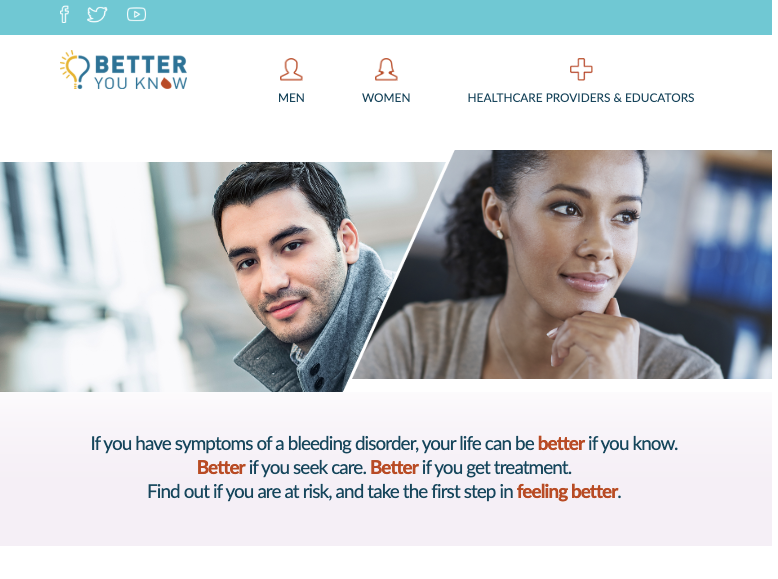 BETTER
YOU KNOW
MEN
WOMEN
HEALTHCARE PROVIDERS & EDUCATORS
If you have symptoms of a bleeding disorder, your life can be better if you know.
Better if you seek care. Better if you get treatment.
Find out if you are at risk, and take the first step in feeling better.